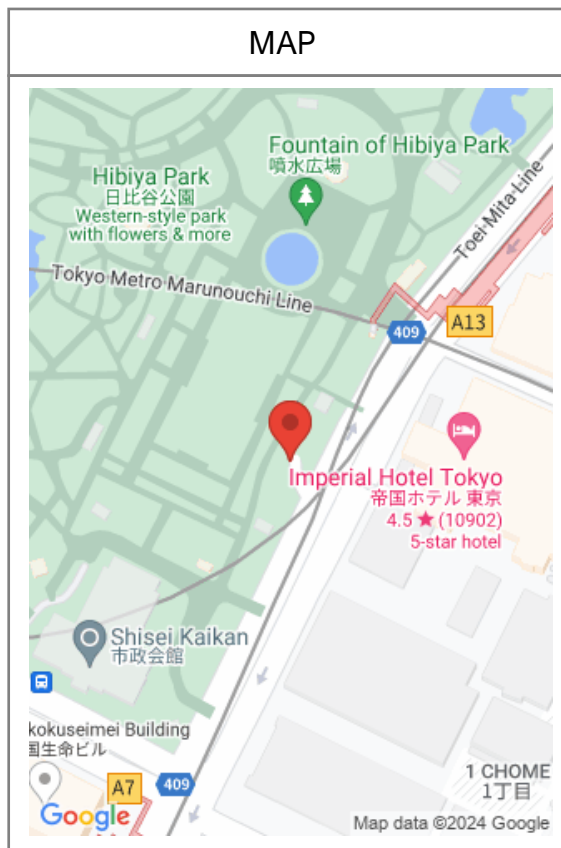 MAP
Fountain of Hibiya Park
噴水広場
Hibiya Park
日比谷公園
Western-style park
with flowers & more
Toei-Mita-Line
Tokyo Metro Marunouchi Line
A13
409
Imperial Hotel Tokyo
帝国ホテル 東京
4.5 ★ (10902)
5-star hotel
Shisei Kaikan
市政会館
kokuseimei Building
国生命ビル
1 CHOME
1丁目
A7
409
Google
Map data ©2024 Google